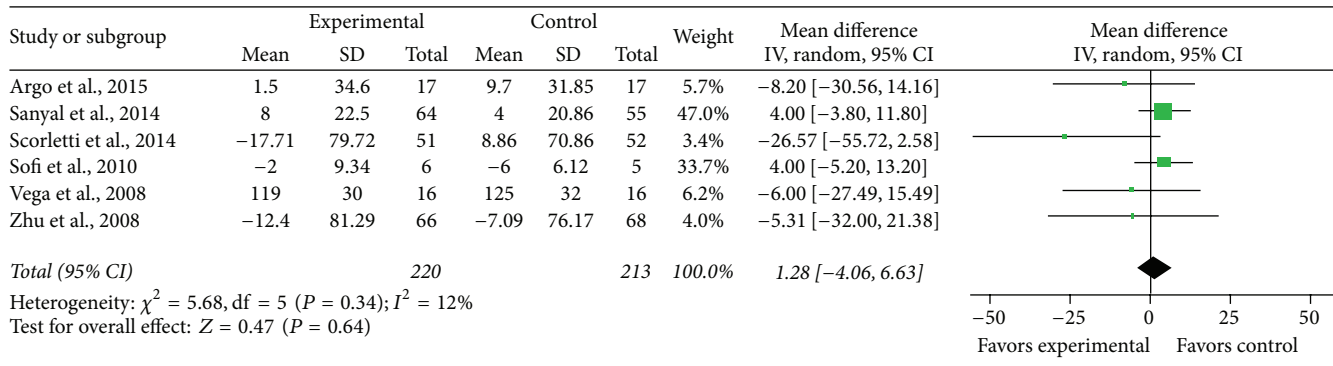 Study or subgroup Experimental Control Weight Mean difference Mean difference
Mean SD Total Mean SD Total IV, random, 95% CI IV, random, 95% CI
Argo et al., 2015 1.5 34.6 17 9.7 31.85 17 5.7% −8.20 [−30.56, 14.16]
Sanyal et al., 2014 8 22.5 64 4 20.86 55 47.0% 4.00 [−3.80, 11.80]
Scorletti et al., 2014 −17.71 79.72 51 8.86 70.86 52 3.4% −26.57 [−55.72, 2.58]
Sofi et al., 2010 −2 9.34 6 −6 6.12 5 33.7% 4.00 [−5.20, 13.20]
Vega et al., 2008 119 30 16 125 32 16 6.2% −6.00 [−27.49, 15.49]
Zhu et al., 2008 −12.4 81.29 66 −7.09 76.17 68 4.0% −5.31 [−32.00, 21.38]
Total (95% CI) 220 213 100.0% 1.28 [−4.06, 6.63]
Heterogeneity: χ² = 5.68, df = 5 (P = 0.34); I² = 12%
Test for overall effect: Z = 0.47 (P = 0.64)
−50 −25 0 25 50
Favors experimental Favors control